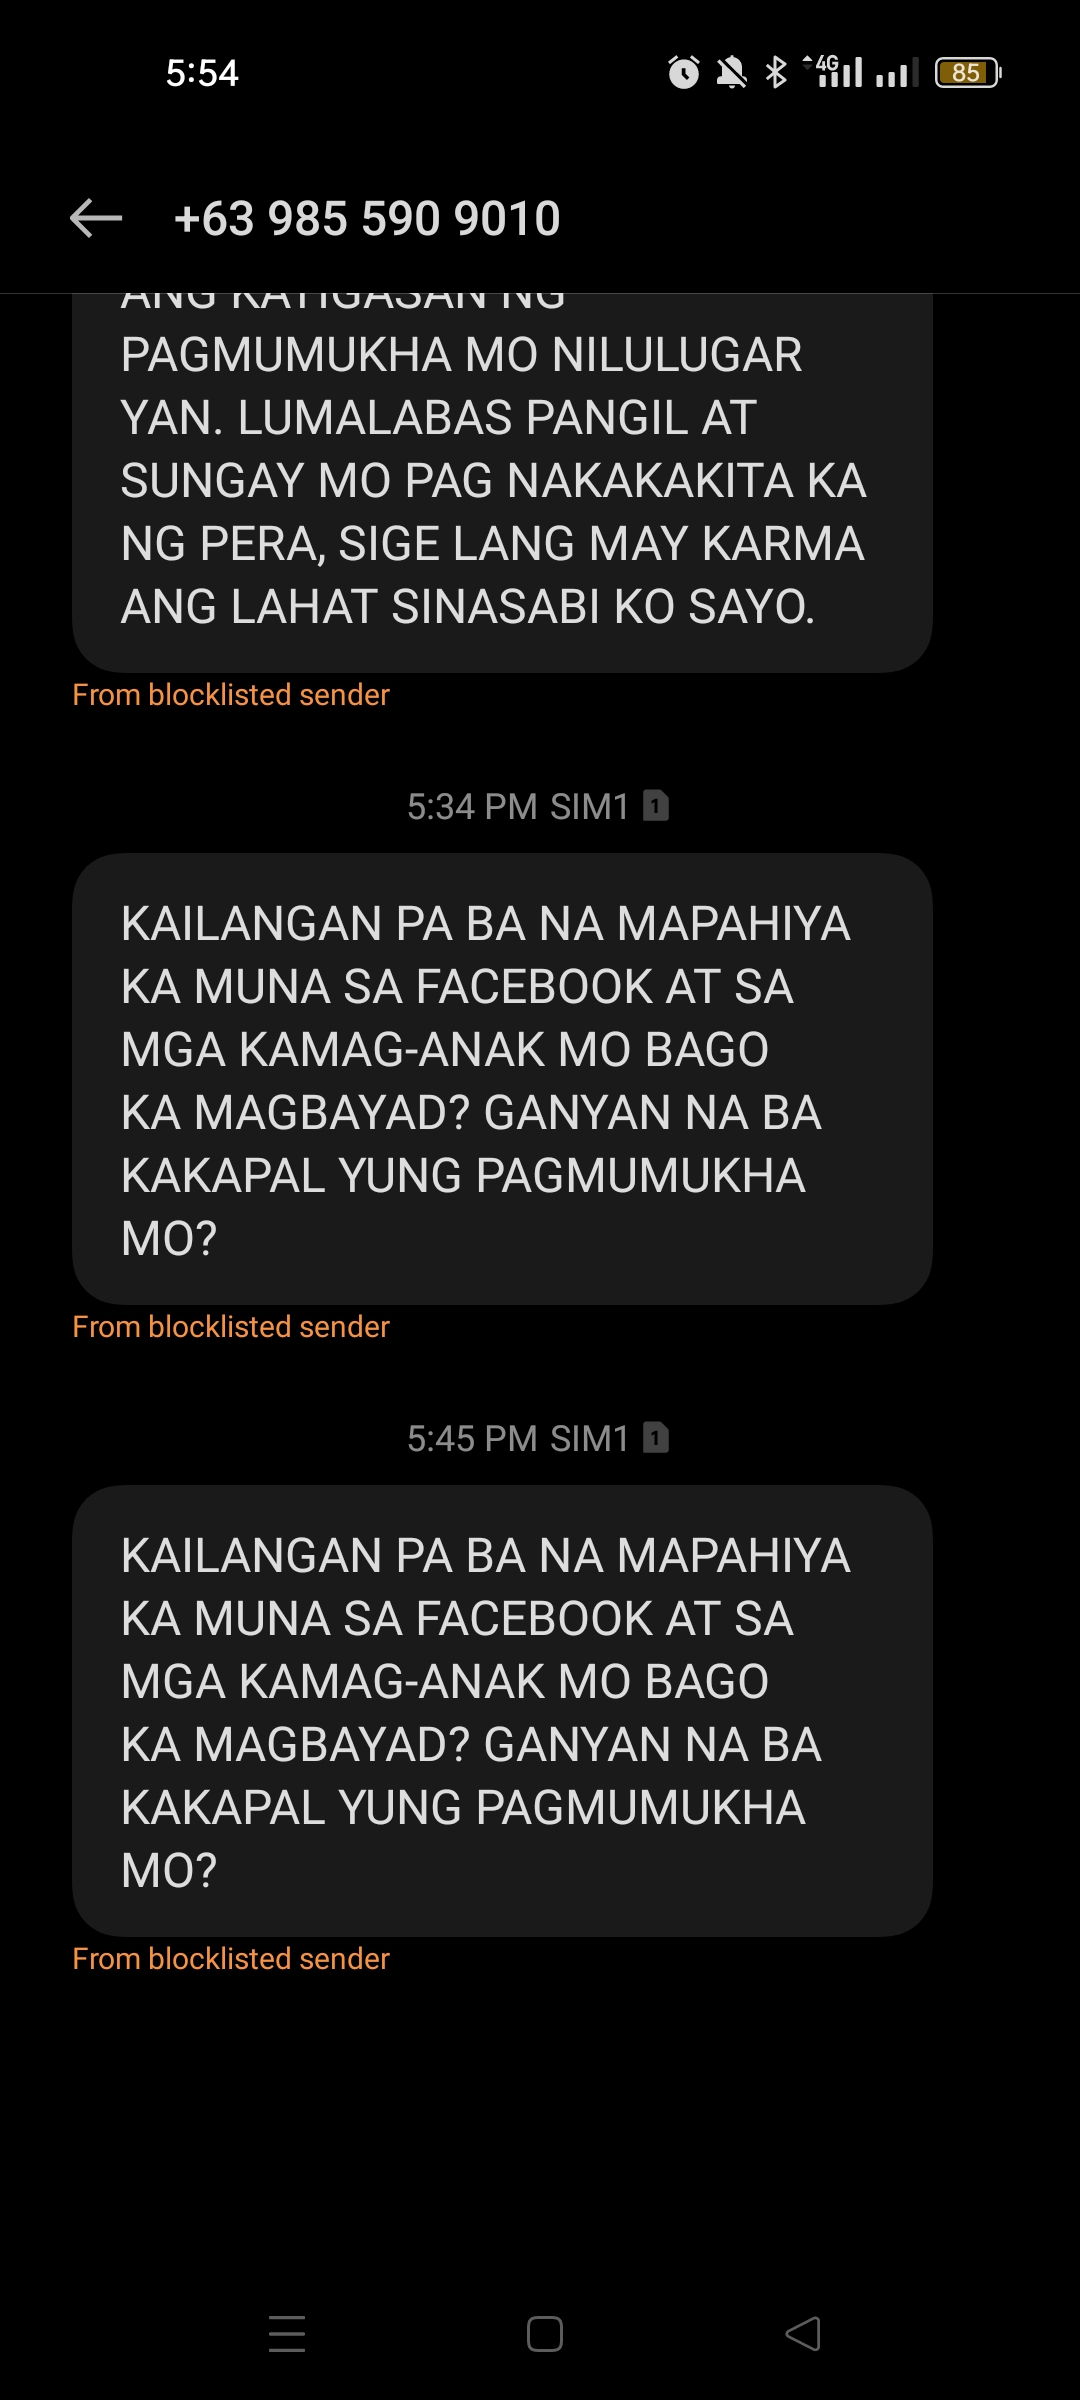 5:54
4G
85
+63 985 590 9010
ANG KATIGASAN NG
PAGMUMUKHA MO NILULUGAR
YAN. LUMALABAS PANGIL AT
SUNGAY MO PAG NAKAKAKITA KA
NG PERA, SIGE LANG MAY KARMA
ANG LAHAT SINASABI KO SAYO.
From blocklisted sender
5:34 PM SIM1 1
KAILANGAN PA BA NA MAPAHIYA
KA MUNA SA FACEBOOK AT SA
MGA KAMAG-ANAK MO BAGO
KA MAGBAYAD? GANYAN NA BA
KAKAPAL YUNG PAGMUMUKHA
MO?
From blocklisted sender
5:45 PM SIM1 1
KAILANGAN PA BA NA MAPAHIYA
KA MUNA SA FACEBOOK AT SA
MGA KAMAG-ANAK MO BAGO
KA MAGBAYAD? GANYAN NA BA
KAKAPAL YUNG PAGMUMUKHA
MO?
From blocklisted sender